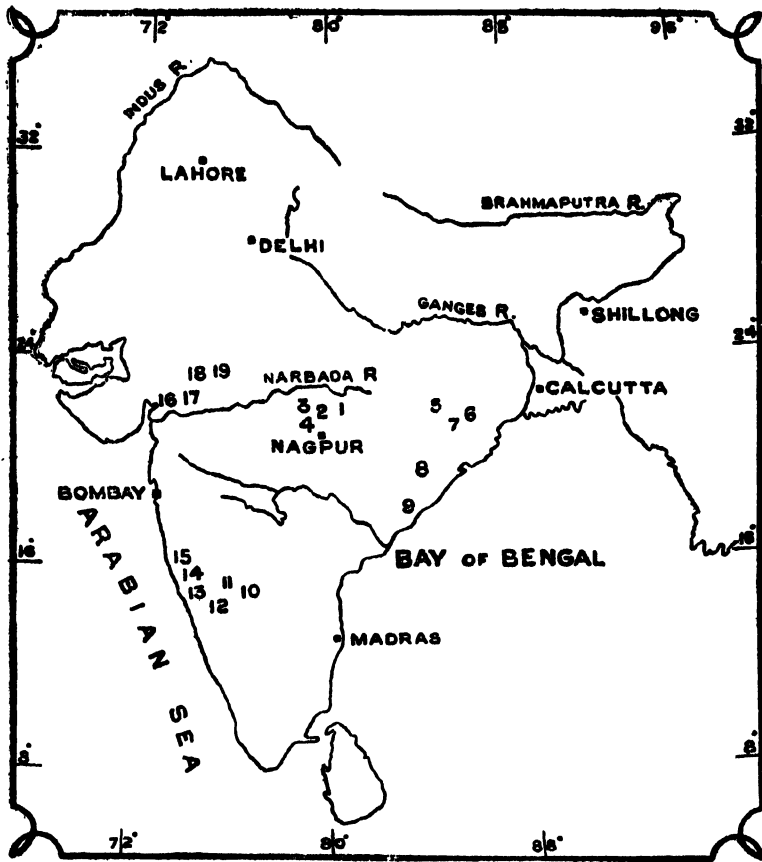 72° 80° 85° 96°
INDUS R.
32° 32°
LAHORE
BRAHMAPUTRA R.
DELHI
GANGES R.
SHILLONG
24° 24°
18 19
NARBADA R
CALCUTTA
16 17
3 2 1
5 6
4
7
NAGPUR
8
BOMBAY
9
ARABIAN SEA
16° 16°
BAY OF BENGAL
15
14
11
13 10
12
MADRAS
8° 8°
72° 80° 88°